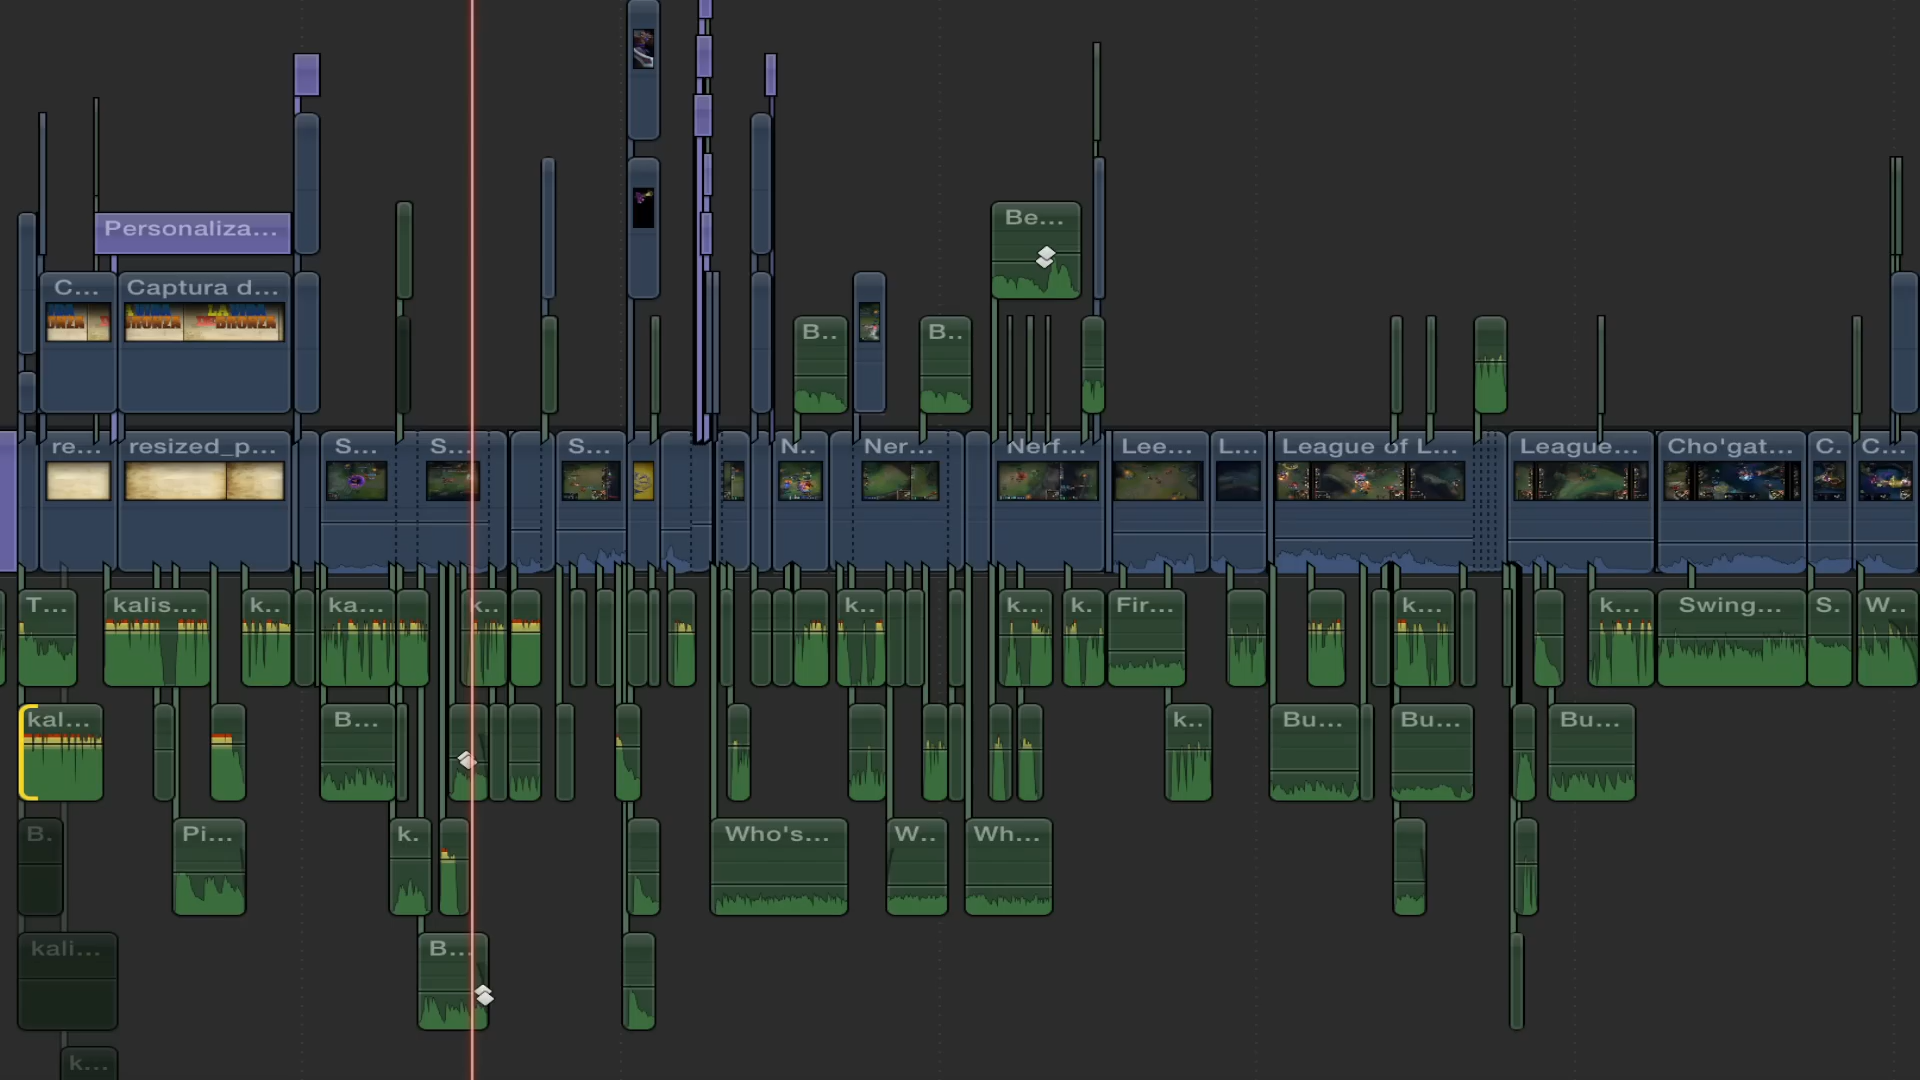 Be...
Personaliza...
C...
Captura d...
B..
B..
re...
resized_p...
S...
S...
S...
N..
Ner...
Nerf...
Lee...
L...
League of L...
League...
Cho'gat...
C.
C...
T...
kalis...
k..
ka...
k..
k..
k...
k.
Fir...
k...
k...
Swing...
S.
W..
kal...
B...
k..
Bu...
Bu...
Bu...
B.
Pi...
k.
Who's...
W..
Wh...
kali...
B...
k...